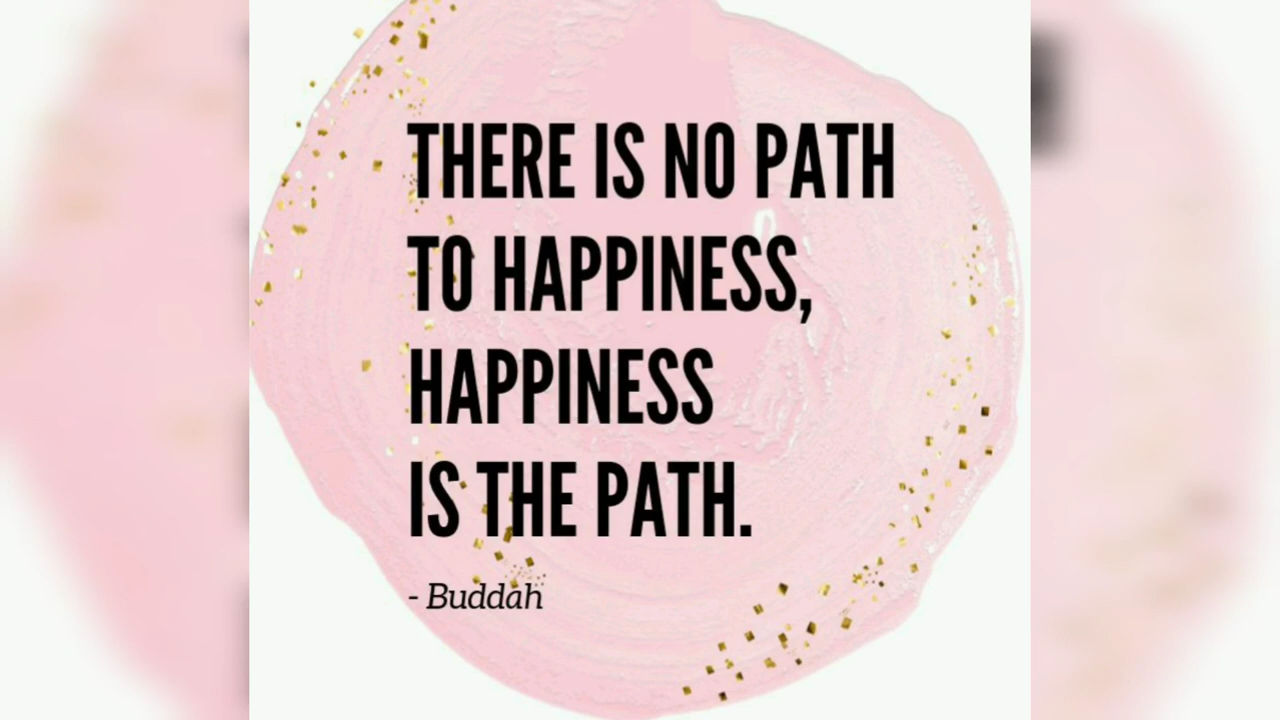 THERE IS NO PATH
TO HAPPINESS,
HAPPINESS
IS THE PATH.
- Buddah